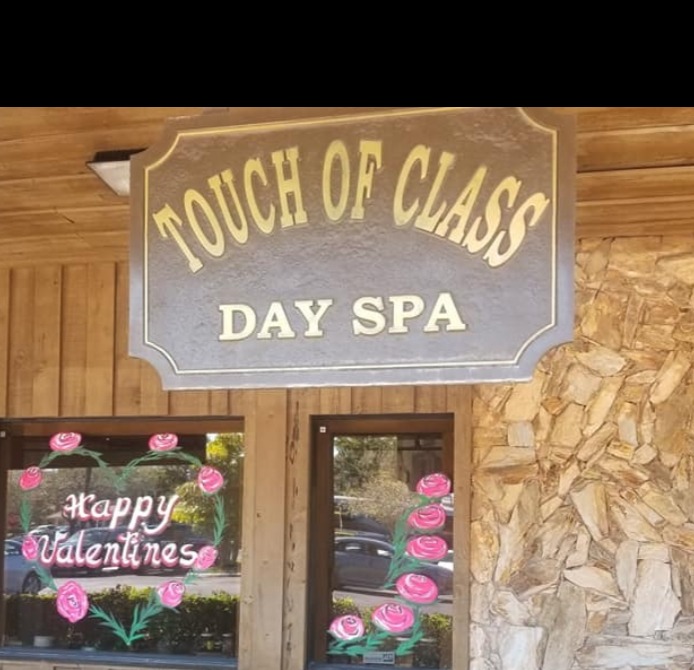 TOUCH OF CLASS
DAY SPA
Happy
Valentines